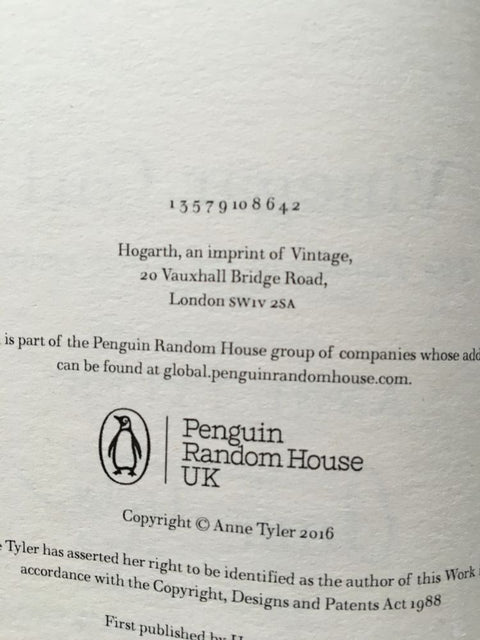 1 3 5 7 9 10 8 6 4 2
Hogarth, an imprint of Vintage,
20 Vauxhall Bridge Road,
London SW1V 2SA
is part of the Penguin Random House group of companies whose
can be found at global.penguinrandomhouse.com.
Penguin
Random House
UK
Copyright © Anne Tyler 2016
Tyler has asserted her right to be identified as the author of this Work
accordance with the Copyright, Designs and Patents Act 1988
First published by